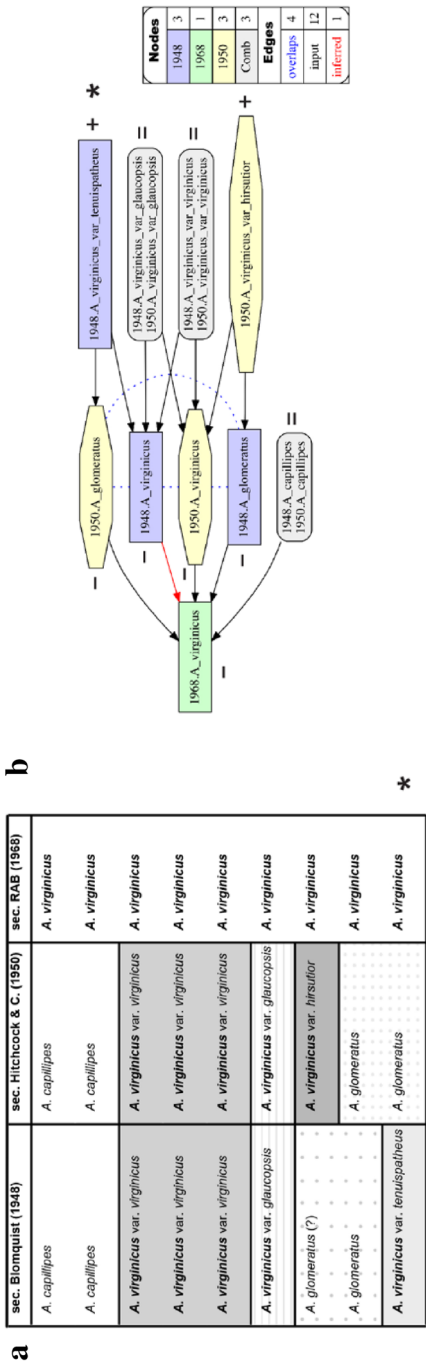 a
sec. Blomquist (1948) sec. Hitchcock & C. (1950) sec. RAB (1968)
A. capillipes A. capillipes A. virginicus
A. capillipes A. capillipes A. virginicus
A. virginicus var. virginicus A. virginicus var. virginicus A. virginicus
A. virginicus var. virginicus A. virginicus var. virginicus A. virginicus
A. virginicus var. virginicus A. virginicus var. virginicus A. virginicus
A. virginicus var. glaucopsis A. virginicus var. glaucopsis A. virginicus
A. glomeratus (?) A. virginicus var. hirsutior A. virginicus
A. glomeratus A. glomeratus A. virginicus
A. virginicus var. tenuispatheus A. glomeratus A. virginicus *
b
1950.A_glomeratus −
1948.A_virginicus_var_tenuispatheus + *
1948.A_virginicus −
1948.A_virginicus_var_glaucopsis
1950.A_virginicus_var_glaucopsis =
1968.A_virginicus −
1950.A_virginicus −
1948.A_virginicus_var_virginicus
1950.A_virginicus_var_virginicus =
1948.A_glomeratus −
1950.A_virginicus_var_hirsutior +
1948.A_capillipes
1950.A_capillipes =
Nodes
1948 3
1968 1
1950 3
Comb 3
Edges
overlaps 4
input 12
inferred 1